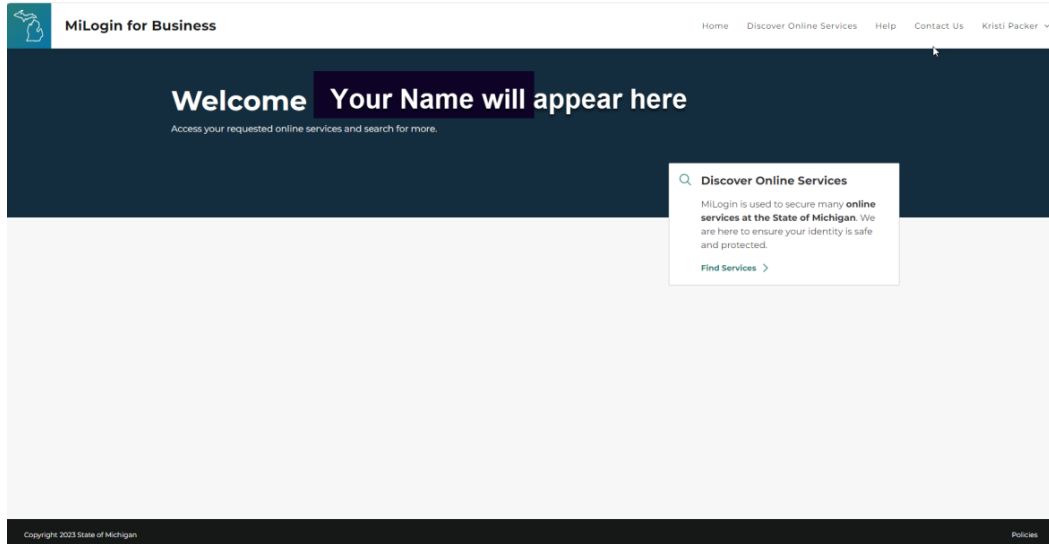 MiLogin for Business
Home Discover Online Services Help Contact Us Kristi Packer
Welcome Your Name will appear here
Access your requested online services and search for more.
Discover Online Services
MiLogin is used to secure many online
services at the State of Michigan. We
are here to ensure your identity is safe
and protected.
Find Services
Copyright 2023 State of Michigan Policies